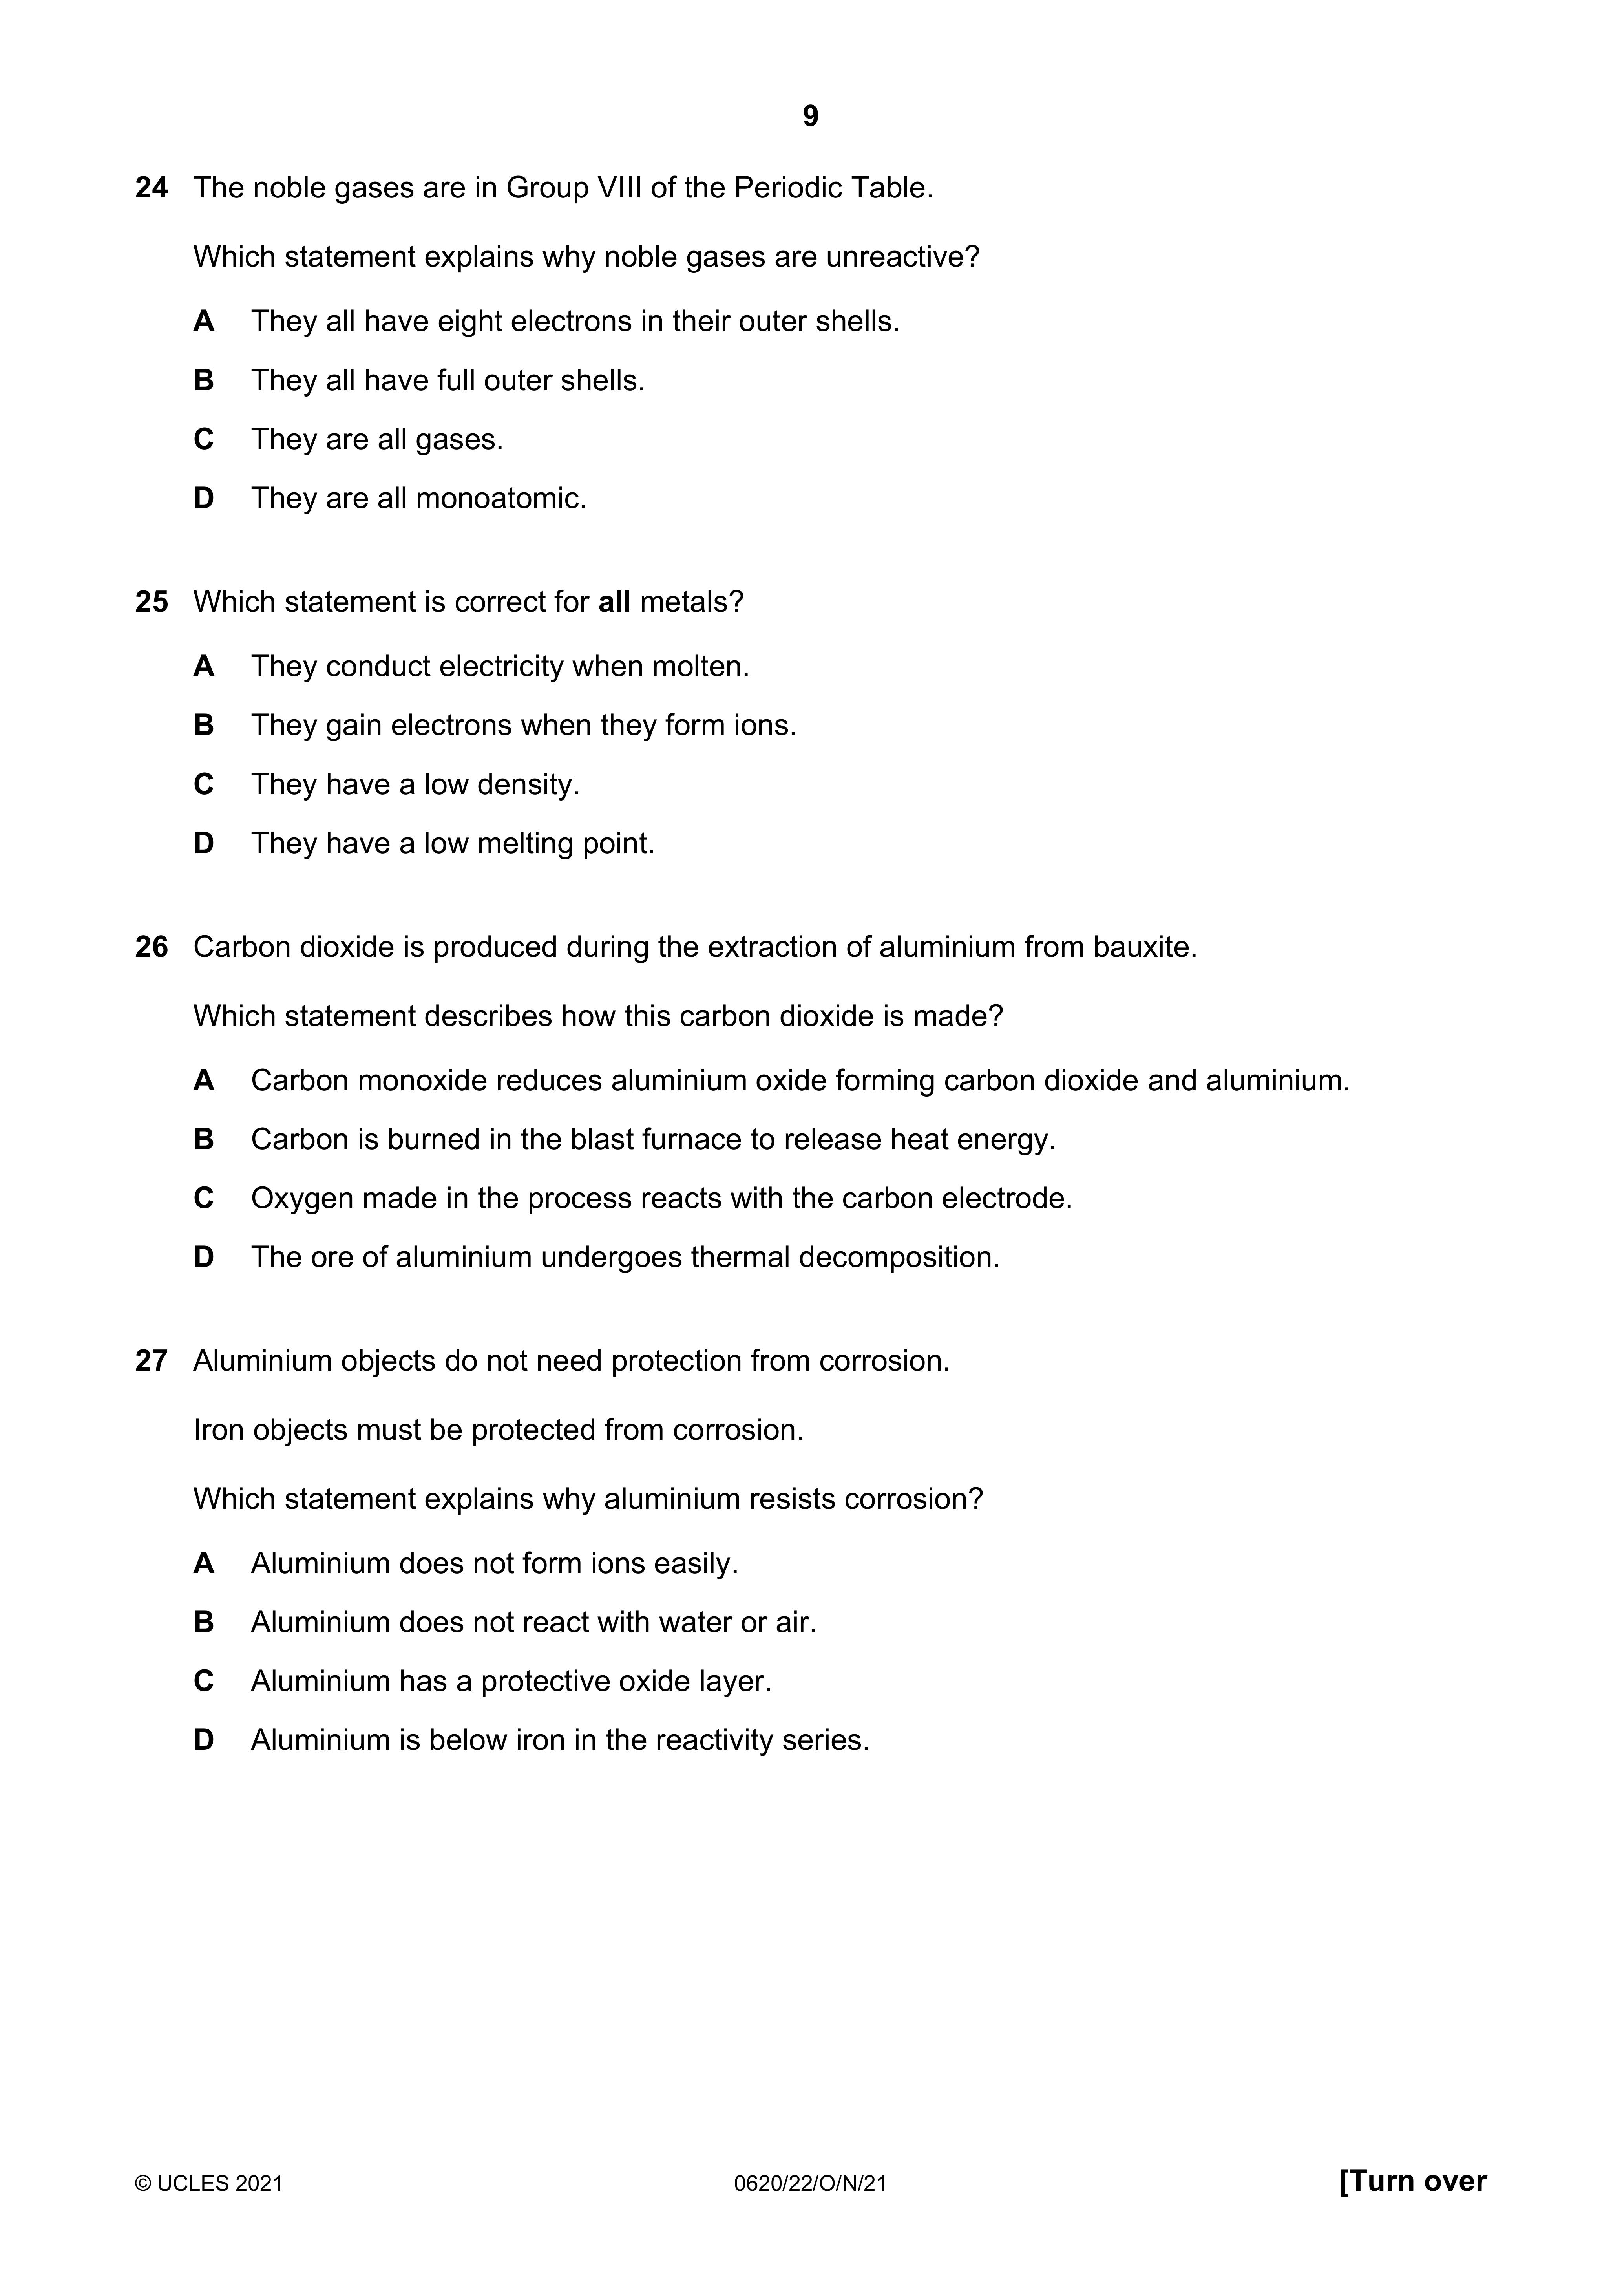 9
24 The noble gases are in Group VIII of the Periodic Table.
Which statement explains why noble gases are unreactive?
A They all have eight electrons in their outer shells.
B They all have full outer shells.
C They are all gases.
D They are all monoatomic.
25 Which statement is correct for all metals?
A They conduct electricity when molten.
B They gain electrons when they form ions.
C They have a low density.
D They have a low melting point.
26 Carbon dioxide is produced during the extraction of aluminium from bauxite.
Which statement describes how this carbon dioxide is made?
A Carbon monoxide reduces aluminium oxide forming carbon dioxide and aluminium.
B Carbon is burned in the blast furnace to release heat energy.
C Oxygen made in the process reacts with the carbon electrode.
D The ore of aluminium undergoes thermal decomposition.
27 Aluminium objects do not need protection from corrosion.
Iron objects must be protected from corrosion.
Which statement explains why aluminium resists corrosion?
A Aluminium does not form ions easily.
B Aluminium does not react with water or air.
C Aluminium has a protective oxide layer.
D Aluminium is below iron in the reactivity series.
© UCLES 2021 0620/22/O/N/21 [Turn over